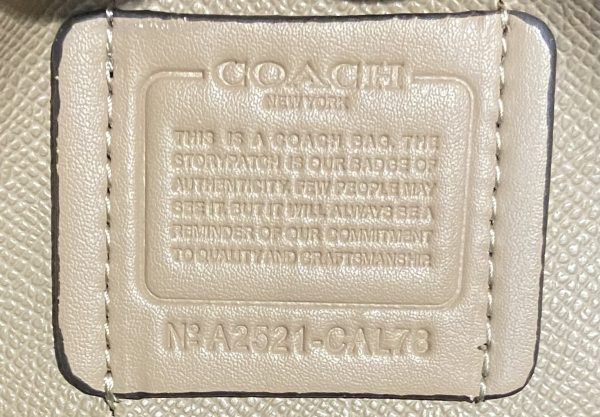 COACH
NEW YORK
THIS IS A COACH BAG. THE
STORYPATCH IS OUR BADGE OF
AUTHENTICITY. FEW PEOPLE MAY
SEE IT, BUT IT WILL ALWAYS BE A
REMINDER OF OUR COMMITMENT
TO QUALITY AND CRAFTSMANSHIP.
Nº A2521-CAL78